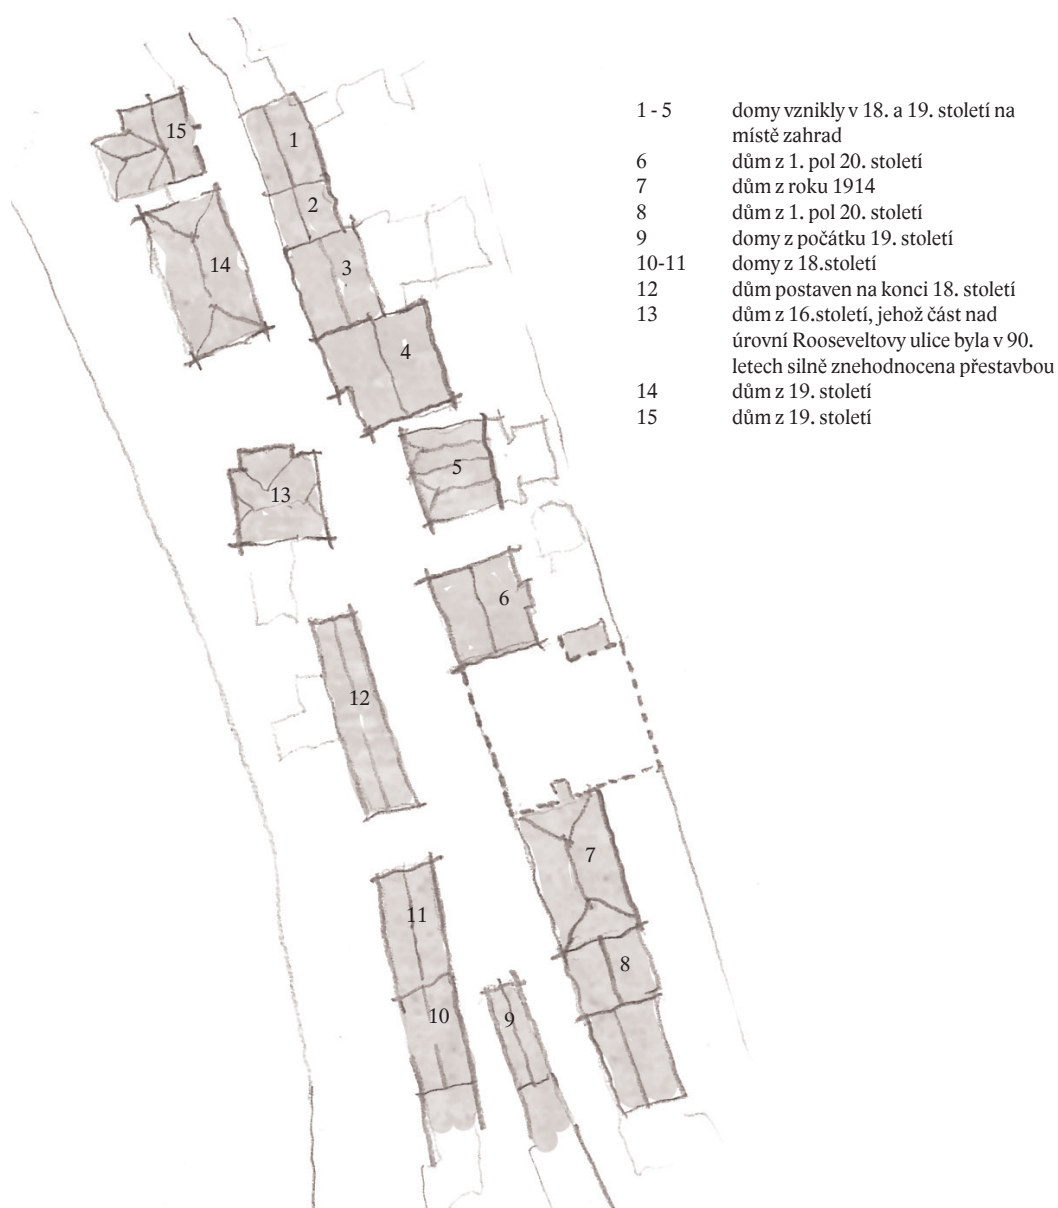 1 - 5 domy vznikly v 18. a 19. století na
místě zahrad
6 dům z 1. pol 20. století
7 dům z roku 1914
8 dům z 1. pol 20. století
9 domy z počátku 19. století
10-11 domy z 18.století
12 dům postaven na konci 18. století
13 dům z 16.století, jehož část nad
úrovní Rooseveltovy ulice byla v 90.
letech silně znehodnocena přestavbou
14 dům z 19. století
15 dům z 19. století
15
1
2
14
3
4
5
13
6
12
7
11
8
10
9